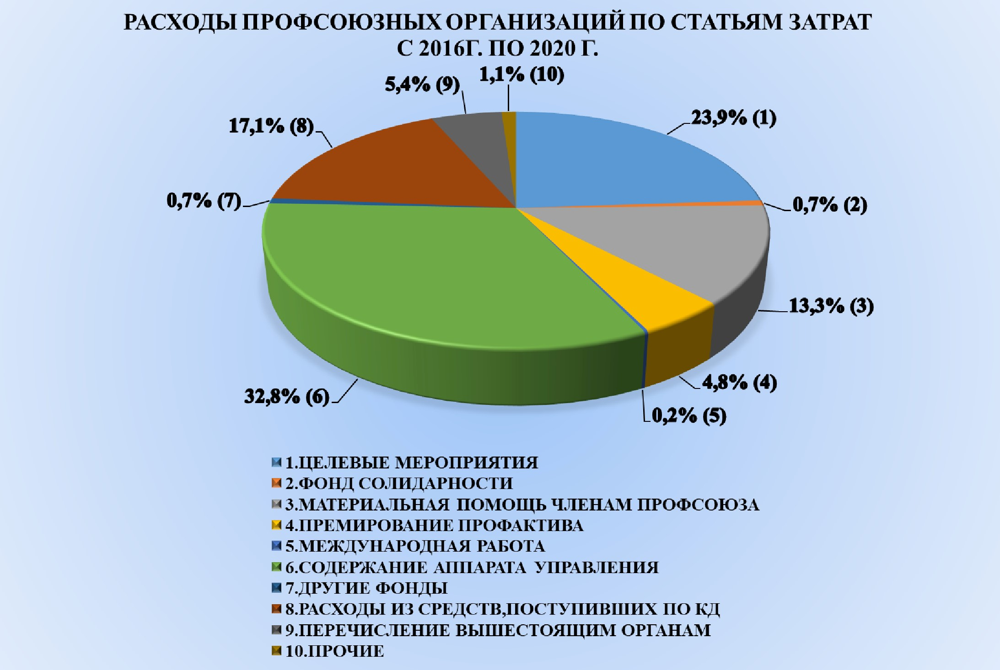 РАСХОДЫ ПРОФСОЮЗНЫХ ОРГАНИЗАЦИЙ ПО СТАТЬЯМ ЗАТРАТ
С 2016Г. ПО 2020 Г.
1,1% (10)
5,4% (9)
23,9% (1)
17,1% (8)
0,7% (7)
0,7% (2)
13,3% (3)
4,8% (4)
32,8% (6)
0,2% (5)
1.ЦЕЛЕВЫЕ МЕРОПРИЯТИЯ
2.ФОНД СОЛИДАРНОСТИ
3.МАТЕРИАЛЬНАЯ ПОМОЩЬ ЧЛЕНАМ ПРОФСОЮЗА
4.ПРЕМИРОВАНИЕ ПРОФАКТИВА
5.МЕЖДУНАРОДНАЯ РАБОТА
6.СОДЕРЖАНИЕ АППАРАТА УПРАВЛЕНИЯ
7.ДРУГИЕ ФОНДЫ
8.РАСХОДЫ ИЗ СРЕДСТВ,ПОСТУПИВШИХ ПО КД
9.ПЕРЕЧИСЛЕНИЕ ВЫШЕСТОЯЩИМ ОРГАНАМ
10.ПРОЧИЕ